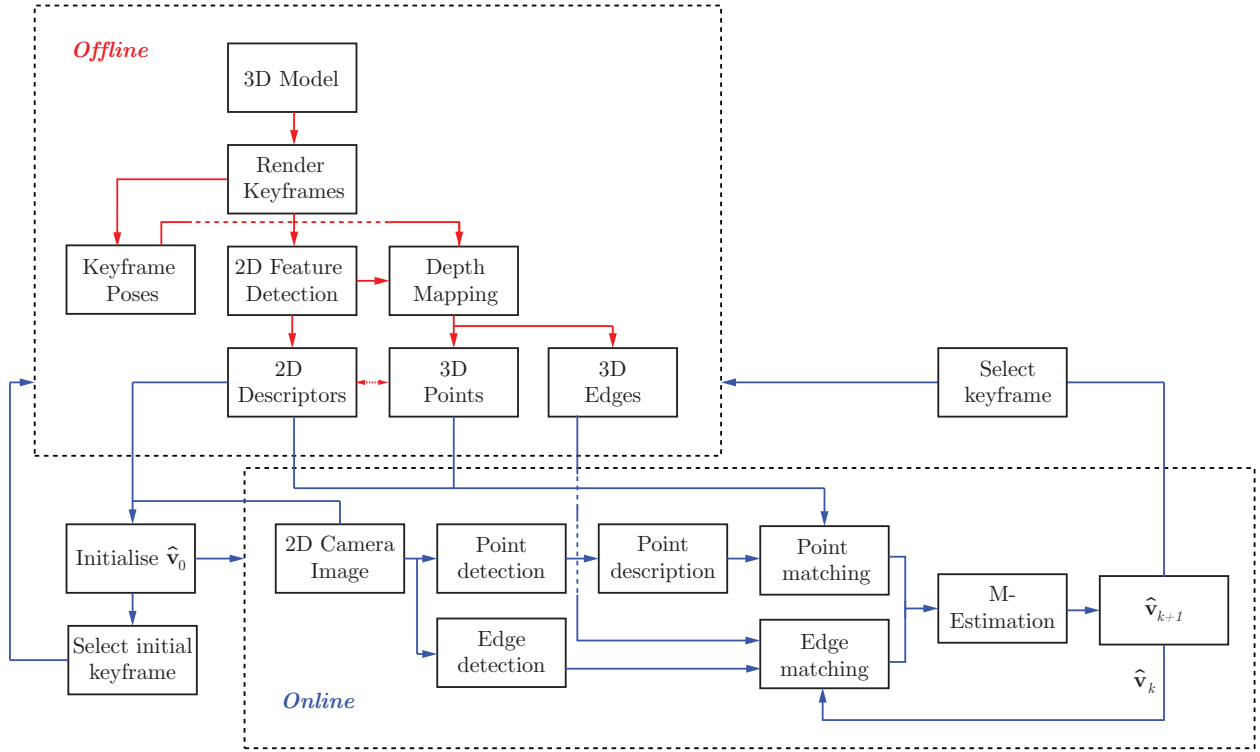 Offline
3D Model
Render
Keyframes
Keyframe
Poses
2D Feature
Detection
Depth
Mapping
2D
Descriptors
3D
Points
3D
Edges
Select
keyframe
Initialise v̂₀
2D Camera
Image
Point
detection
Point
description
Point
matching
M-
Estimation
v̂ₖ₊₁
Select initial
keyframe
Edge
detection
Edge
matching
v̂ₖ
Online